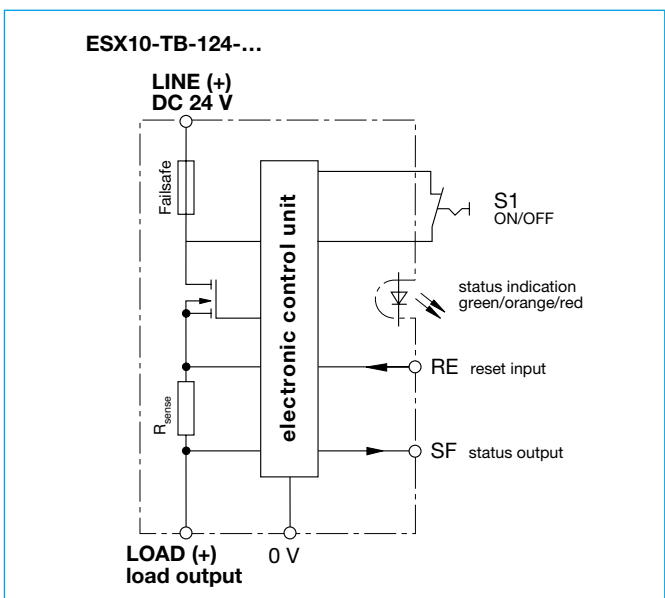 ESX10-TB-124-...
LINE (+)
DC 24 V
Failsafe
electronic control unit
S1
ON/OFF
status indication
green/orange/red
RE reset input
Rsense
SF status output
LOAD (+)
load output
0 V